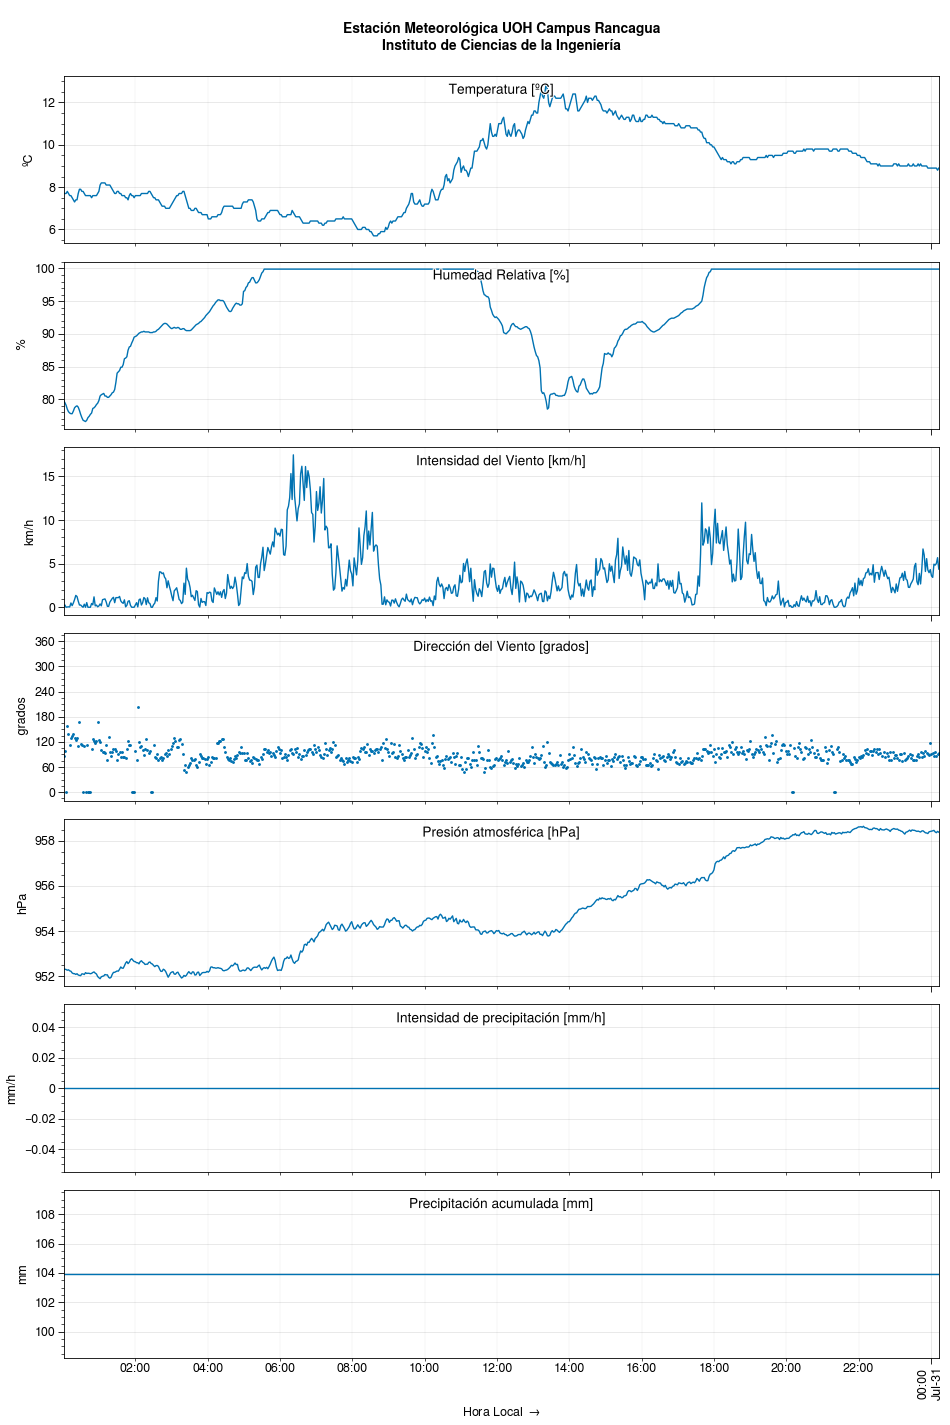 Estación Meteorológica UOH Campus Rancagua
Instituto de Ciencias de la Ingeniería
Temperatura [ºC]
ºC
12
10
8
6
Humedad Relativa [%]
%
100
95
90
85
80
Intensidad del Viento [km/h]
km/h
15
10
5
0
Dirección del Viento [grados]
grados
360
300
240
180
120
60
0
Presión atmosférica [hPa]
hPa
958
956
954
952
Intensidad de precipitación [mm/h]
mm/h
0.04
0.02
0
−0.02
−0.04
Precipitación acumulada [mm]
mm
108
106
104
102
100
02:00 04:00 06:00 08:00 10:00 12:00 14:00 16:00 18:00 20:00 22:00 00:00
Jul-31
Hora Local →